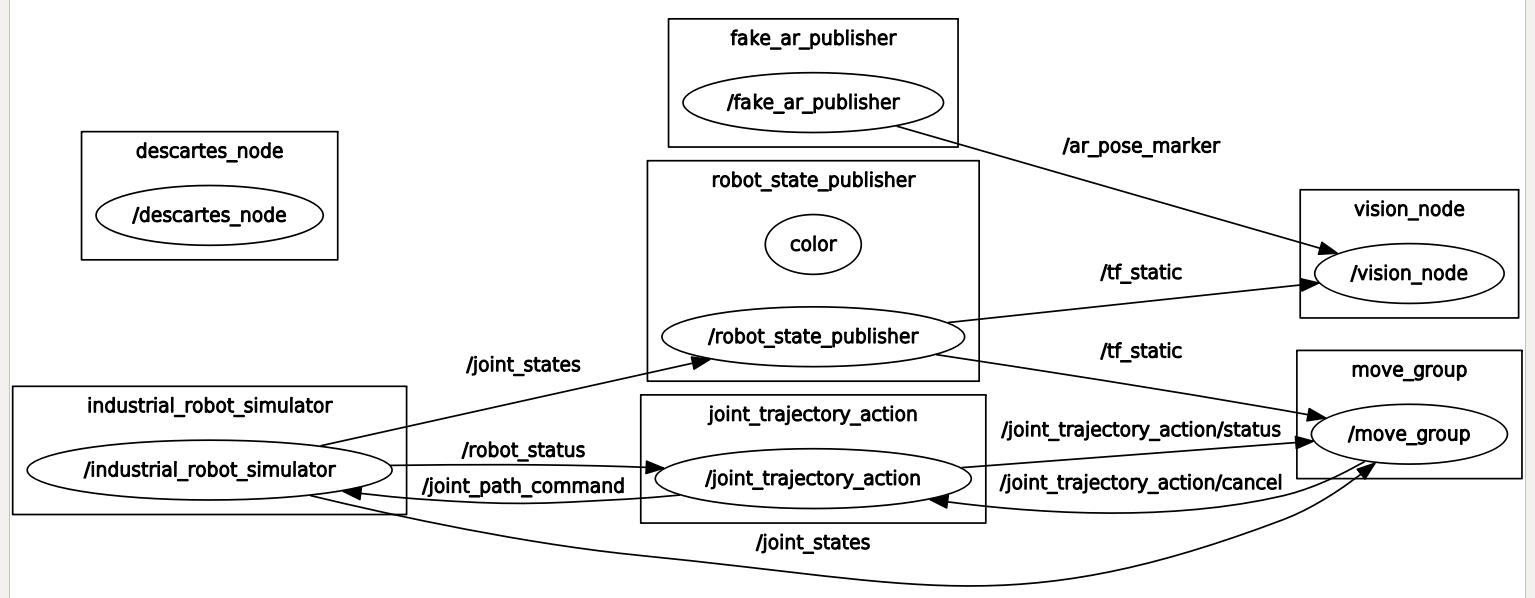 fake_ar_publisher
/fake_ar_publisher
/ar_pose_marker
descartes_node
/descartes_node
robot_state_publisher
color
/robot_state_publisher
vision_node
/vision_node
/tf_static
/tf_static
/joint_states
move_group
/move_group
industrial_robot_simulator
/industrial_robot_simulator
/robot_status
/joint_path_command
joint_trajectory_action
/joint_trajectory_action
/joint_trajectory_action/status
/joint_trajectory_action/cancel
/joint_states